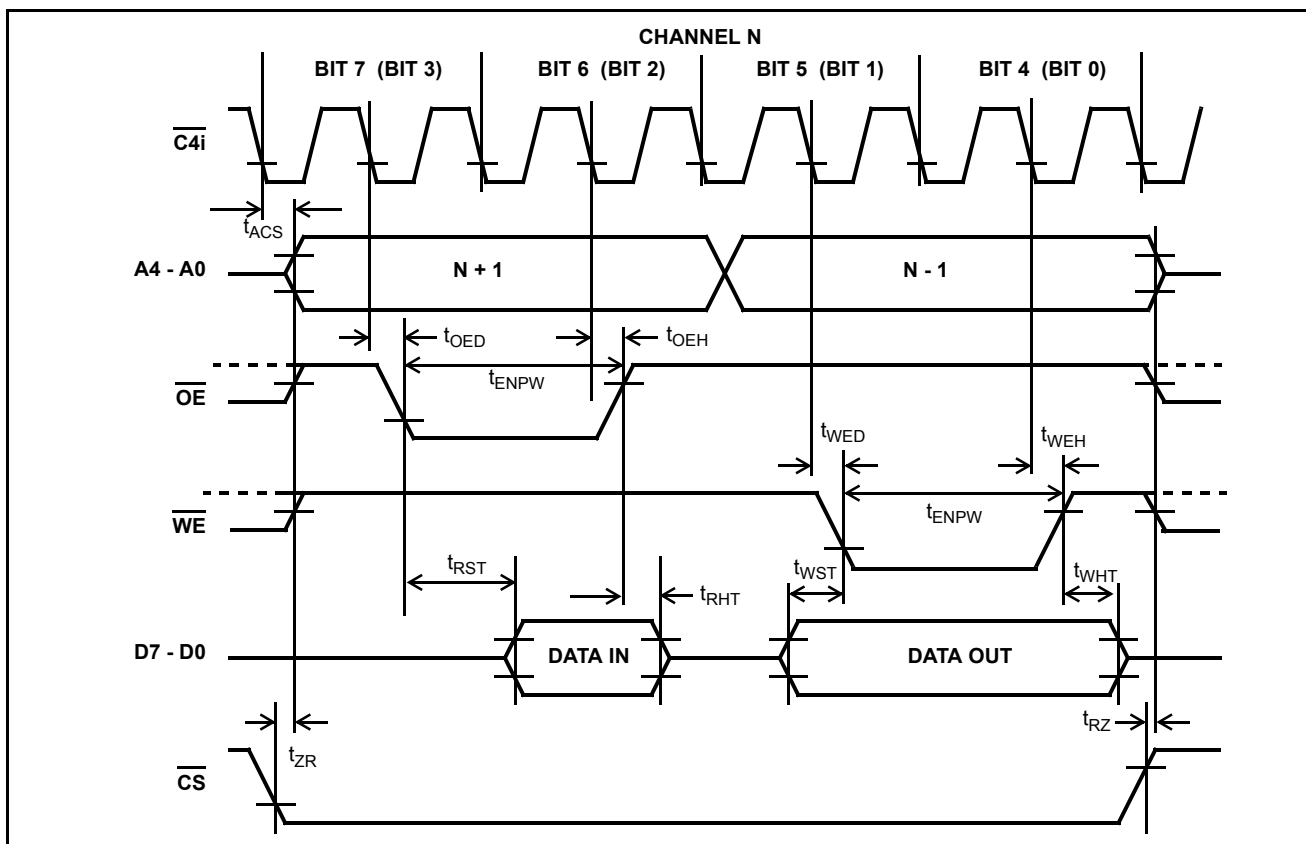 CHANNEL N
BIT 7 (BIT 3) BIT 6 (BIT 2) BIT 5 (BIT 1) BIT 4 (BIT 0)
C4i
tACS
A4 - A0 N + 1 N - 1
tOED tOEH
tENPW
OE
tWED tWEH
tENPW
WE
tRST tWST tWHT
tRHT
D7 - D0 DATA IN DATA OUT
tRZ
tZR
CS